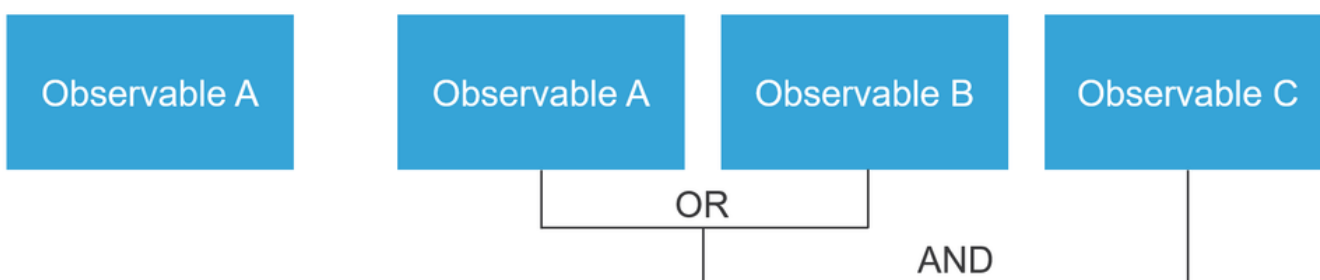 Observable A
Observable A
Observable B
Observable C
OR
AND